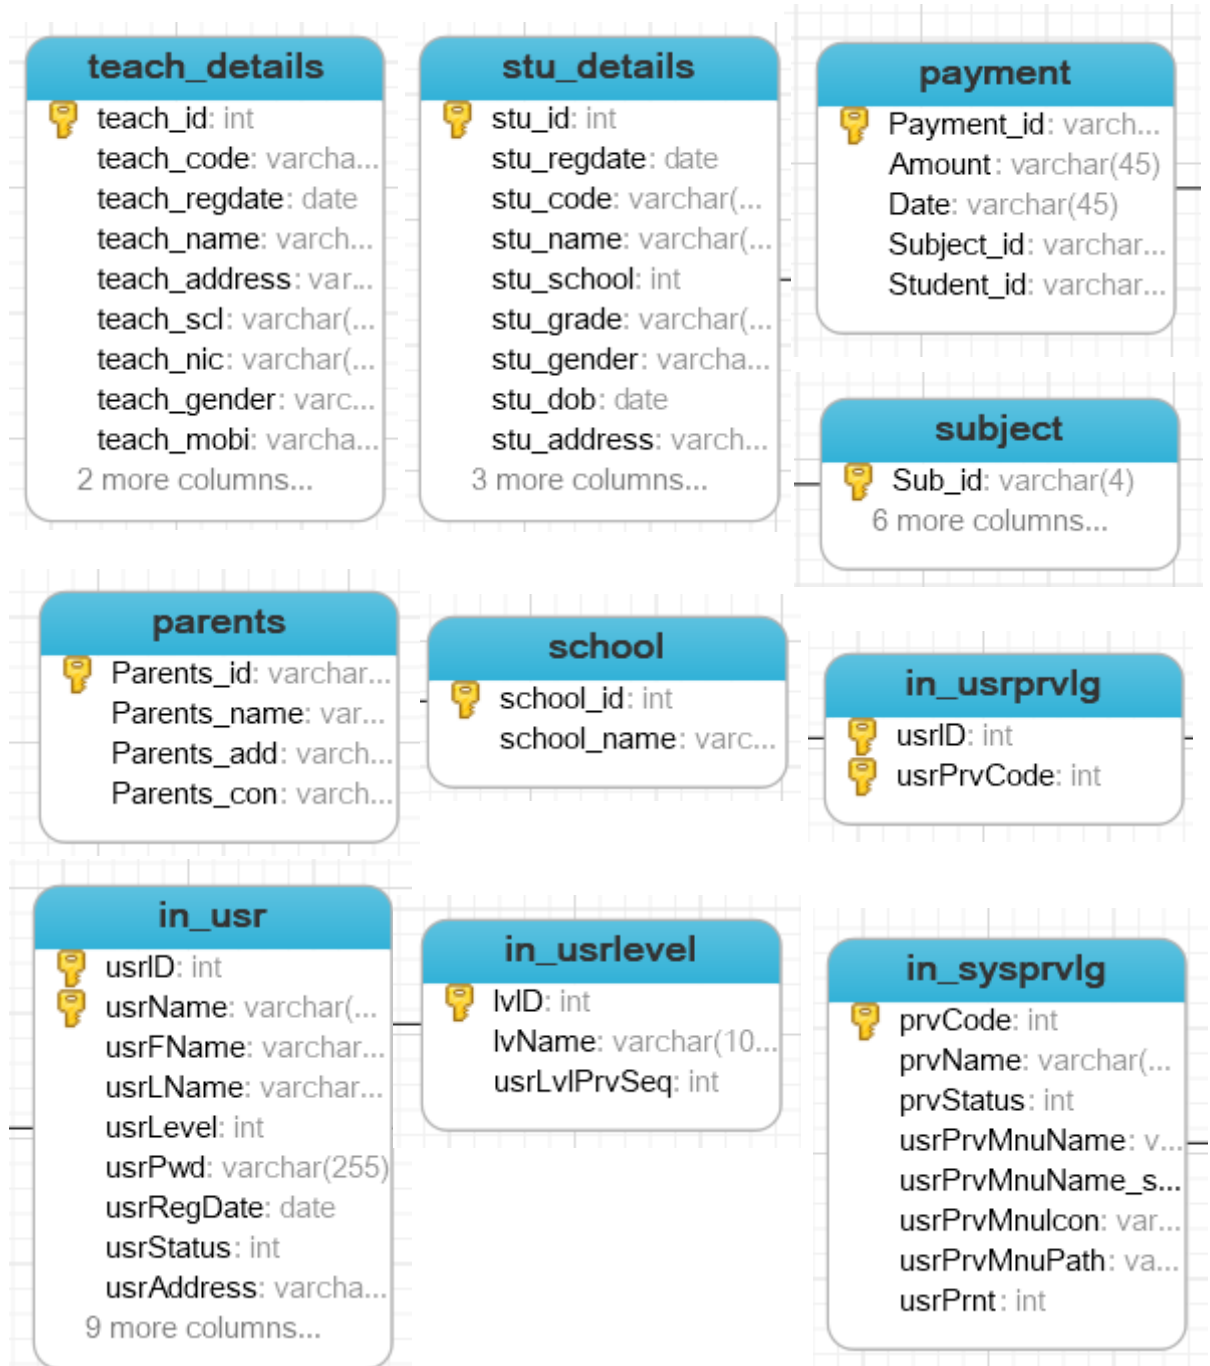 teach_details
teach_id: int
teach_code: varcha...
teach_regdate: date
teach_name: varch...
teach_address: var...
teach_scl: varchar(...
teach_nic: varchar(...
teach_gender: varc...
teach_mobi: varcha...
2 more columns...
stu_details
stu_id: int
stu_regdate: date
stu_code: varchar(...
stu_name: varchar(...
stu_school: int
stu_grade: varchar(...
stu_gender: varcha...
stu_dob: date
stu_address: varch...
3 more columns...
payment
Payment_id: varch...
Amount: varchar(45)
Date: varchar(45)
Subject_id: varchar...
Student_id: varchar...
subject
Sub_id: varchar(4)
6 more columns...
parents
Parents_id: varchar...
Parents_name: var...
Parents_add: varch...
Parents_con: varch...
school
school_id: int
school_name: varc...
in_usrprvlg
usrID: int
usrPrvCode: int
in_usr
usrID: int
usrName: varchar(...
usrFName: varchar...
usrLName: varchar...
usrLevel: int
usrPwd: varchar(255)
usrRegDate: date
usrStatus: int
usrAddress: varcha...
9 more columns...
in_usrlevel
lvlD: int
lvName: varchar(10...
usrLvlPrvSeq: int
in_sysprvlg
prvCode: int
prvName: varchar(...
prvStatus: int
usrPrvMnuName: v...
usrPrvMnuName_s...
usrPrvMnuIcon: var...
usrPrvMnuPath: va...
usrPrnt: int